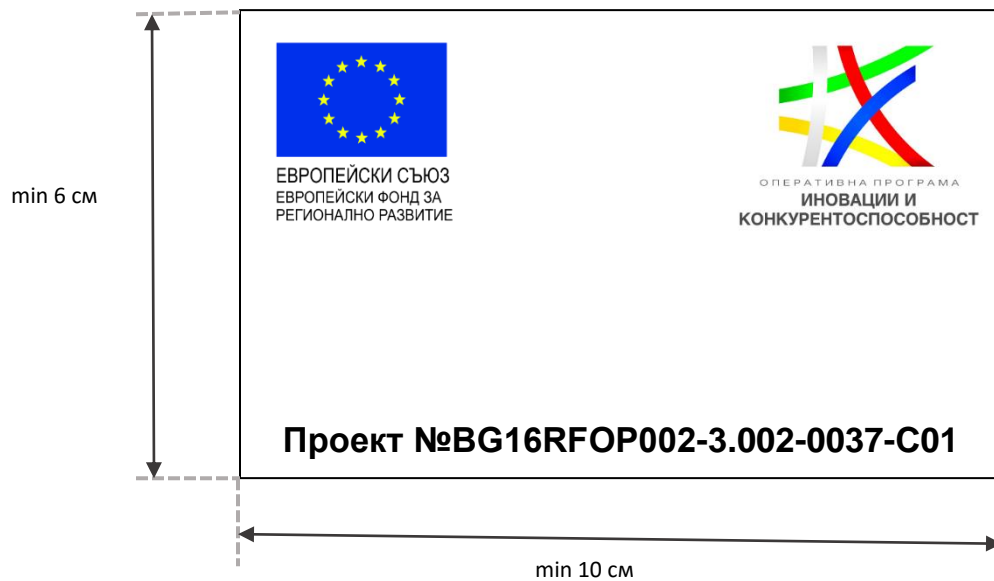 min 6 см
ЕВРОПЕЙСКИ СЪЮЗ
ЕВРОПЕЙСКИ ФОНД ЗА
РЕГИОНАЛНО РАЗВИТИЕ
ОПЕРАТИВНА ПРОГРАМА
ИНОВАЦИИ И
КОНКУРЕНТОСПОСОБНОСТ
Проект №BG16RFOP002-3.002-0037-C01
min 10 см